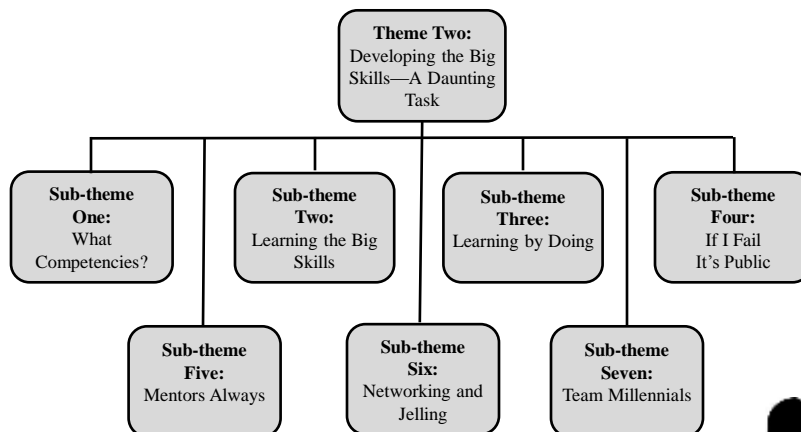 Theme Two:
Developing the Big
Skills—A Daunting
Task
Sub-theme
One:
What
Competencies?
Sub-theme
Two:
Learning the Big
Skills
Sub-theme
Three:
Learning by Doing
Sub-theme
Four:
If I Fail
It's Public
Sub-theme
Five:
Mentors Always
Sub-theme
Six:
Networking and
Jelling
Sub-theme
Seven:
Team Millennials